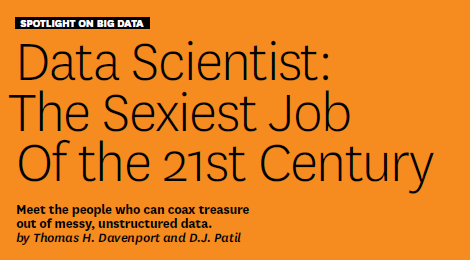 SPOTLIGHT ON BIG DATA
Data Scientist:
The Sexiest Job
Of the 21st Century
Meet the people who can coax treasure
out of messy, unstructured data.
by Thomas H. Davenport and D.J. Patil